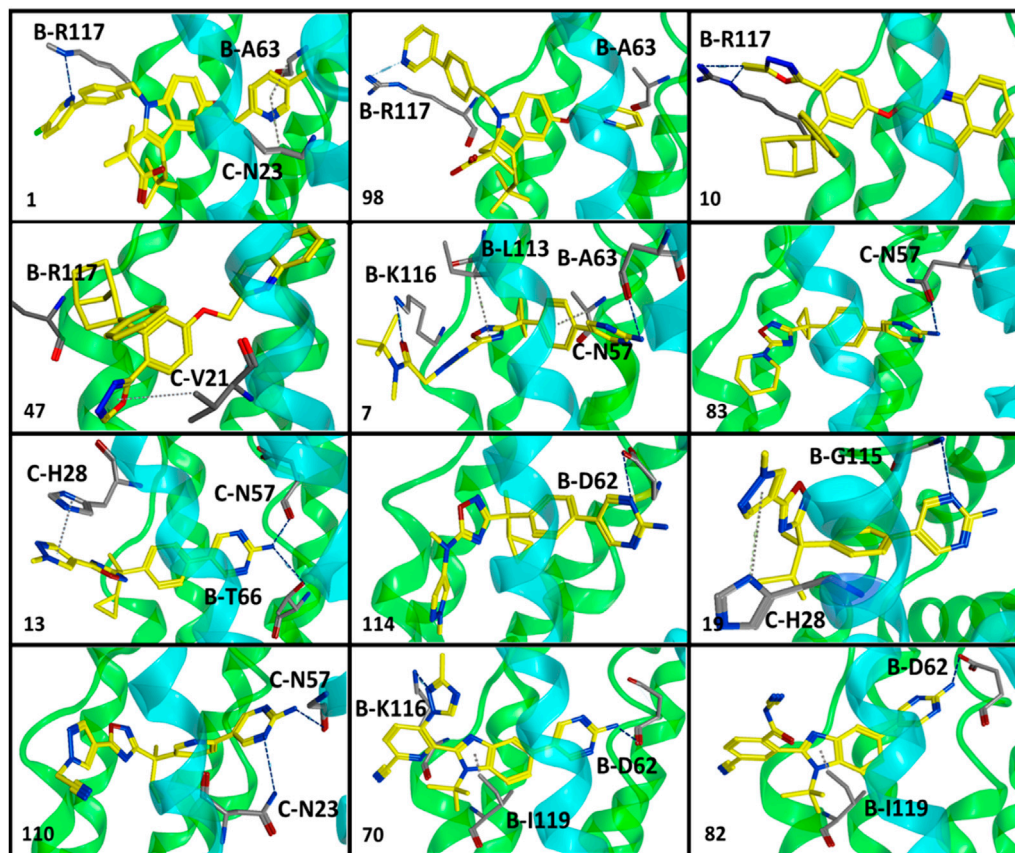 B-R117
B-A63
C-N23
1
B-R117
B-A63
98
B-R117
10
B-R117
C-V21
47
B-L113
B-K116
B-A63
C-N57
7
C-N57
83
C-H28
C-N57
B-T66
13
B-D62
114
B-G115
C-H28
19
C-N57
C-N23
110
B-K116
B-D62
B-I119
70
B-D62
B-I119
82